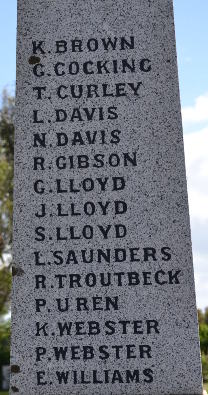 K. BROWN
C. COCKING
T. CURLEY
L. DAVIS
N. DAVIS
R. GIBSON
G. LLOYD
J. LLOYD
S. LLOYD
L. SAUNDERS
R. TROUTBECK
P. UREN
K. WEBSTER
P. WEBSTER
E. WILLIAMS